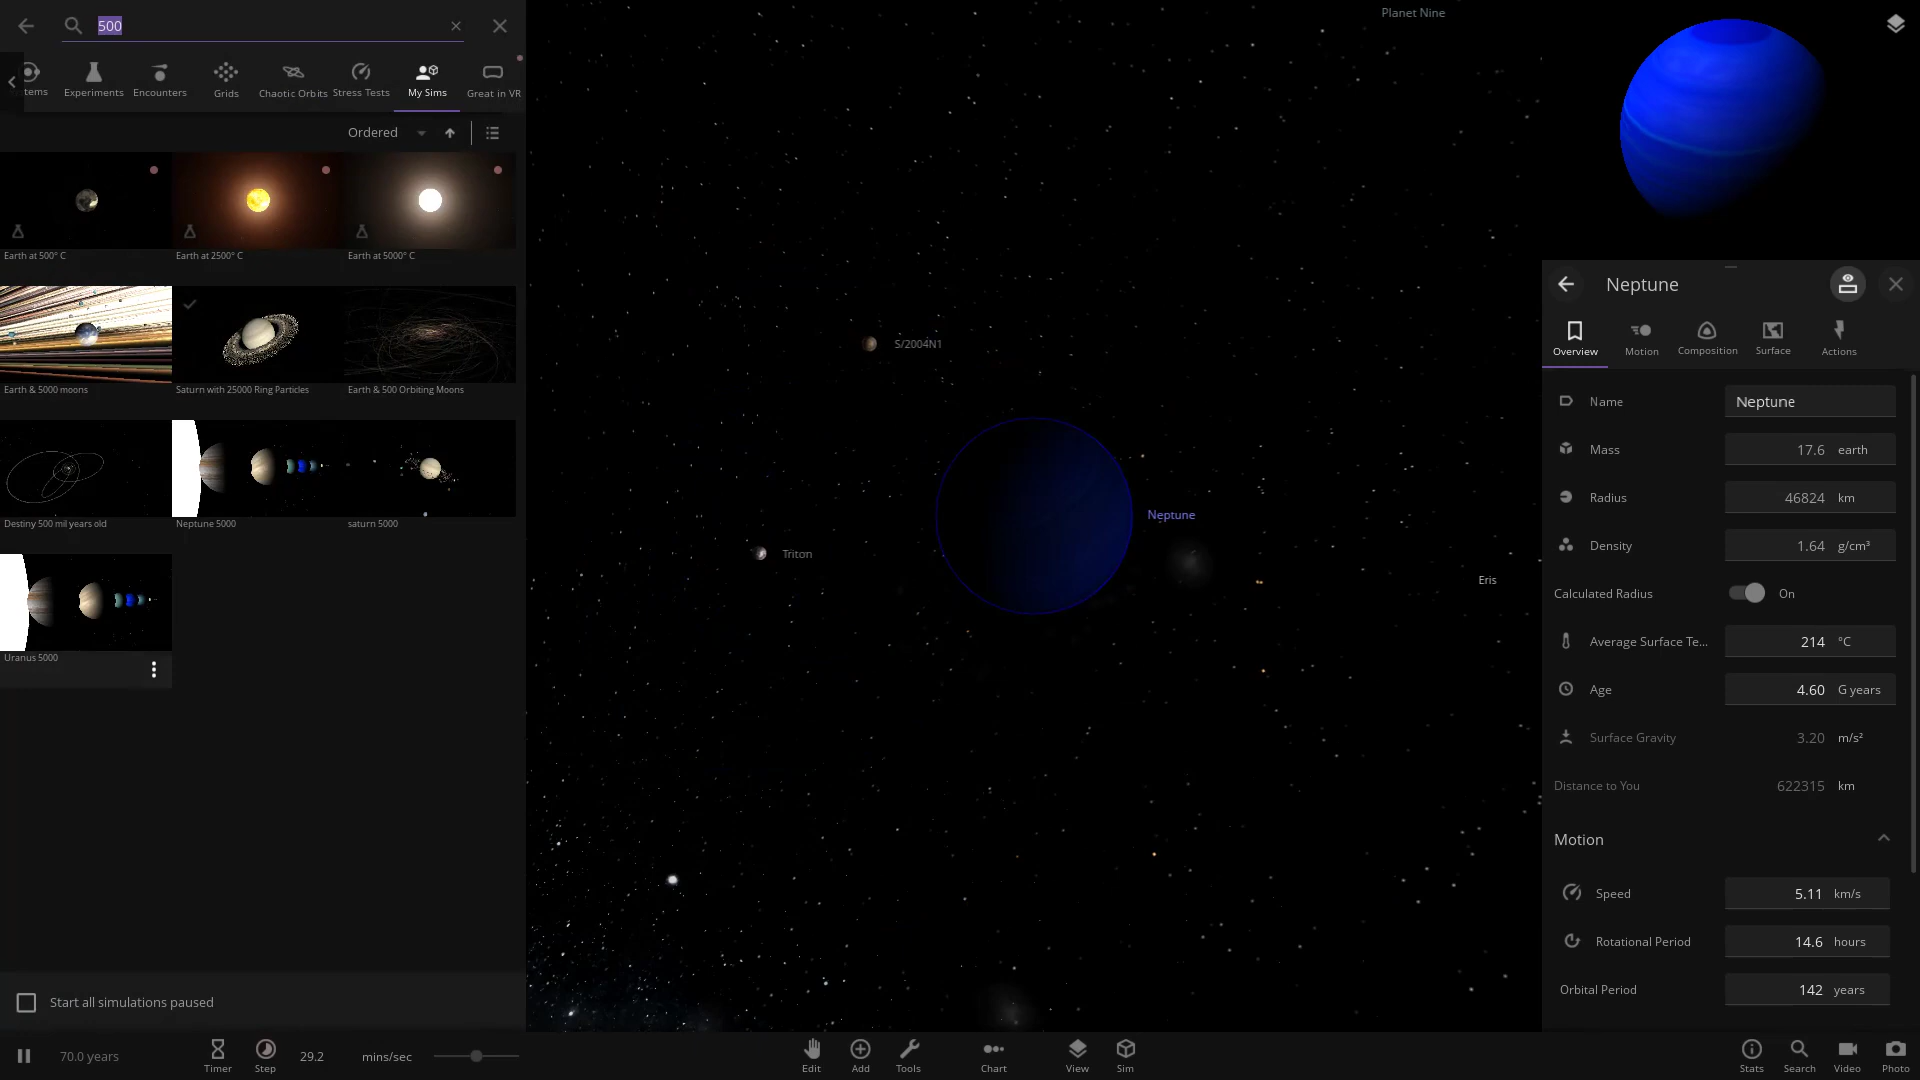 500
tems
Experiments
Encounters
Grids
Chaotic Orbits
Stress Tests
My Sims
Great in VR
Ordered
Earth at 500° C
Earth at 2500° C
Earth at 5000° C
Earth & 5000 moons
Saturn with 25000 Ring Particles
Earth & 500 Orbiting Moons
Destiny 500 mil years old
Neptune 5000
saturn 5000
Uranus 5000
Start all simulations paused
Planet Nine
S/2004N1
Neptune
Triton
Eris
Neptune
Overview
Motion
Composition
Surface
Actions
Name Neptune
Mass 17.6 earth
Radius 46824 km
Density 1.64 g/cm³
Calculated Radius On
Average Surface Te... 214 °C
Age 4.60 G years
Surface Gravity 3.20 m/s²
Distance to You 622315 km
Motion
Speed 5.11 km/s
Rotational Period 14.6 hours
Orbital Period 142 years
70.0 years
Timer
Step
29.2 mins/sec
Edit
Add
Tools
Chart
View
Sim
Stats
Search
Video
Photo